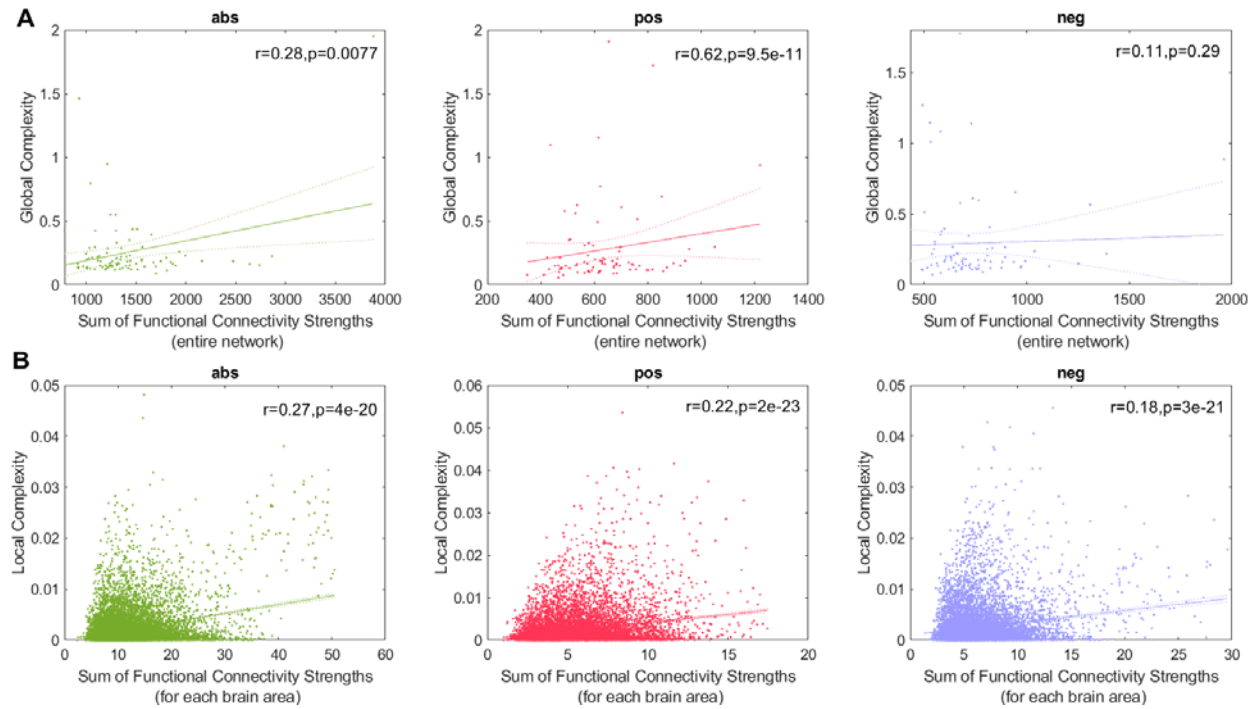 A
abs
r=0.28,p=0.0077
Global Complexity
2
1.5
1
0.5
0
1000 1500 2000 2500 3000 3500 4000
Sum of Functional Connectivity Strengths
(entire network)
pos
r=0.62,p=9.5e-11
Global Complexity
2
1.5
1
0.5
0
200 400 600 800 1000 1200 1400
Sum of Functional Connectivity Strengths
(entire network)
neg
r=0.11,p=0.29
Global Complexity
1.5
1
0.5
0
500 1000 1500 2000
Sum of Functional Connectivity Strengths
(entire network)
B
abs
r=0.27,p=4e-20
Local Complexity
0.05
0.04
0.03
0.02
0.01
0
0 10 20 30 40 50 60
Sum of Functional Connectivity Strengths
(for each brain area)
pos
r=0.22,p=2e-23
Local Complexity
0.06
0.05
0.04
0.03
0.02
0.01
0
0 5 10 15 20
Sum of Functional Connectivity Strengths
(for each brain area)
neg
r=0.18,p=3e-21
Local Complexity
0.05
0.04
0.03
0.02
0.01
0
0 5 10 15 20 25 30
Sum of Functional Connectivity Strengths
(for each brain area)